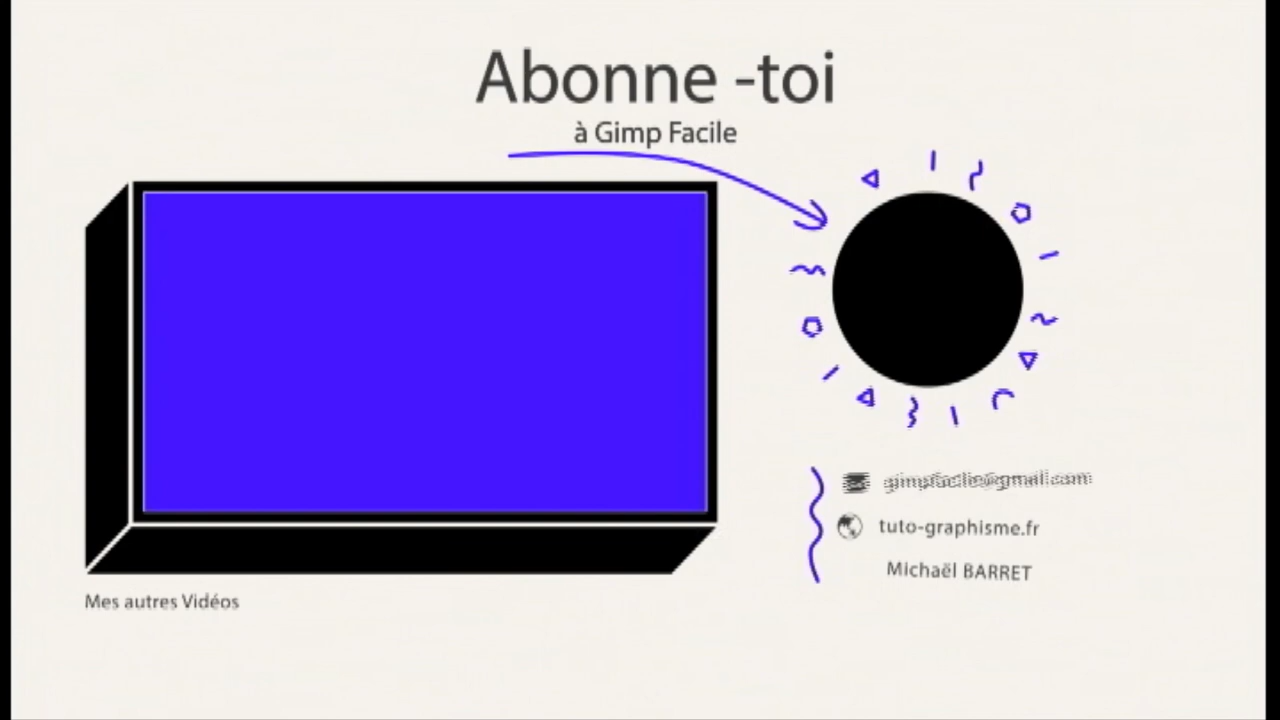 Abonne -toi
à Gimp Facile
gimpfacile@gmail.com
tuto-graphisme.fr
Michaël BARRET
Mes autres Vidéos